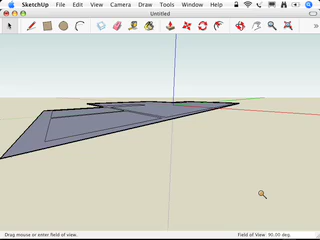 SketchUp File Edit View Camera Draw Tools Window Help
Untitled
Drag mouse or enter field of view. Field of View 90.00 deg.